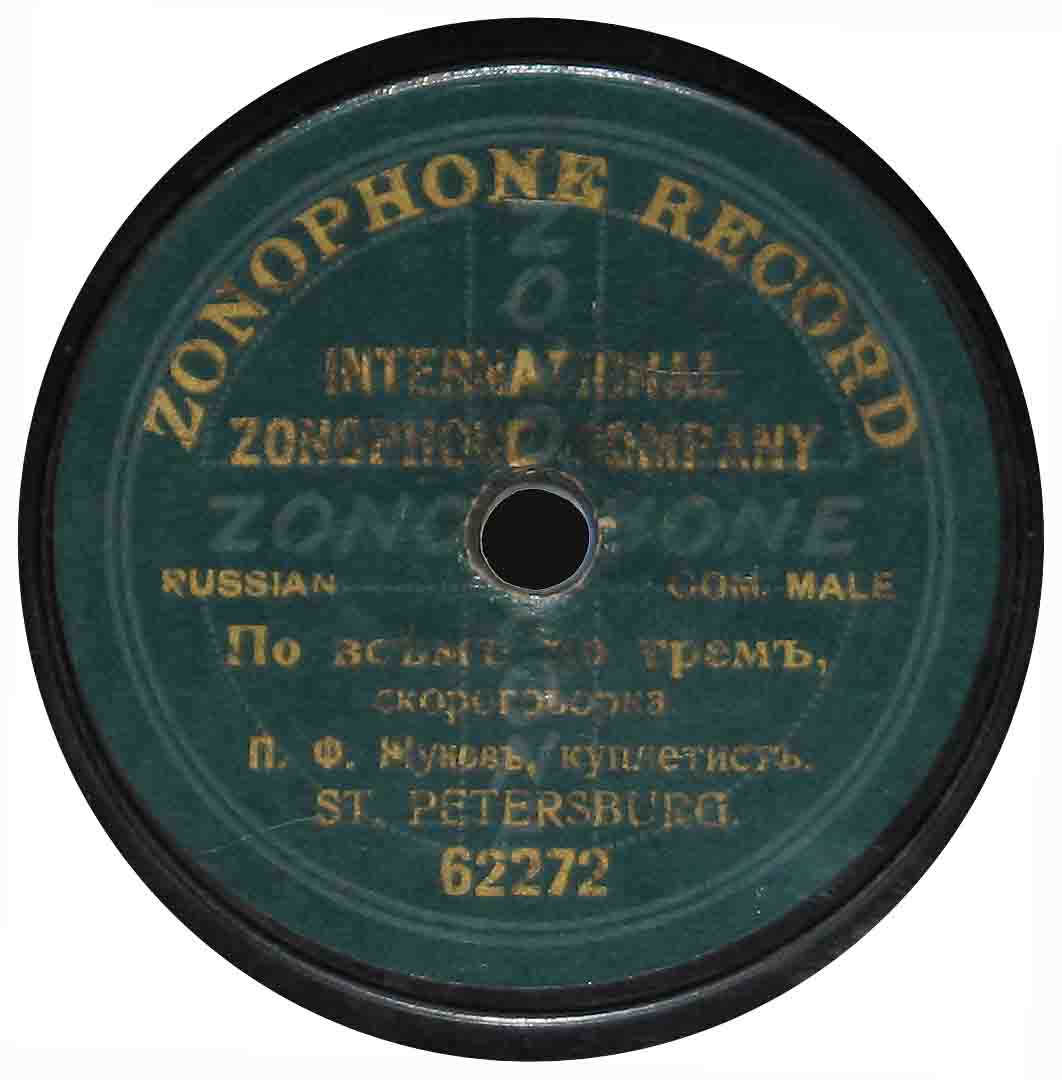 ZONOPHONE RECORD
INTERNATIONAL
ZONOPHONE COMPANY
ZONOPHONE
RUSSIAN COM. MALE
По всѣмъ по тремъ,
скороговорка
П. Ф. Жуковъ, куплетистъ.
ST. PETERSBURG.
62272